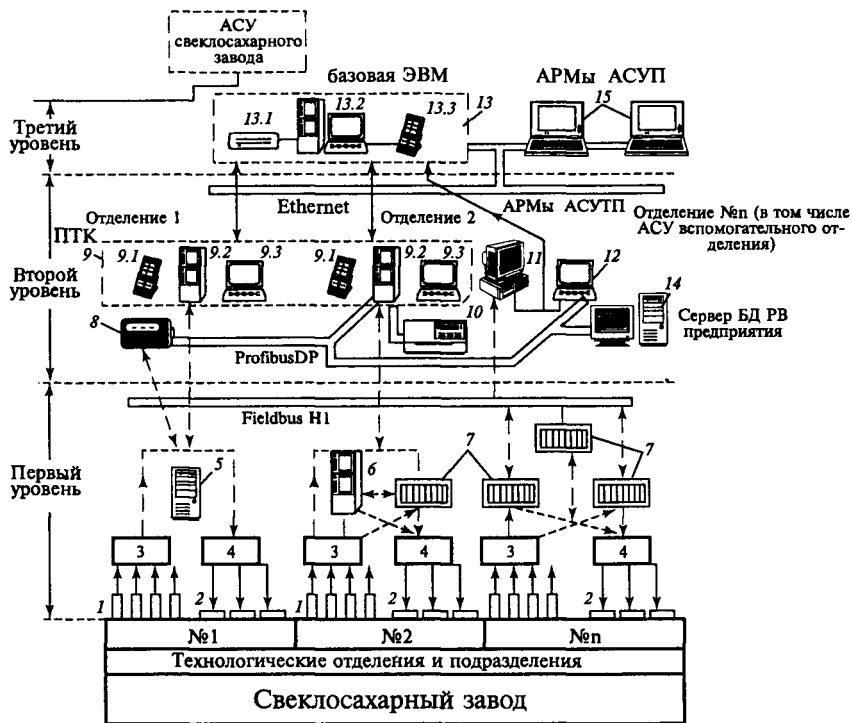 АСУ
свеклосахарного
завода
базовая ЭВМ
АРМы АСУП
13.1
13.2
13.3
13
15
Третий
уровень
Ethernet
Отделение 1
Отделение 2
АРМы АСУТП
Отделение №n (в том числе
АСУ вспомогательного от-
деления)
ПТК
9
9.1
9.2
9.3
9.1
9.2
9.3
11
12
14
Второй
уровень
8
10
Сервер БД РВ
предприятия
ProfibusDP
Fieldbus H1
Первый
уровень
5
6
7
7
3
4
3
4
3
4
1
2
1
2
2
№1
№2
№n
Технологические отделения и подразделения
Свеклосахарный завод